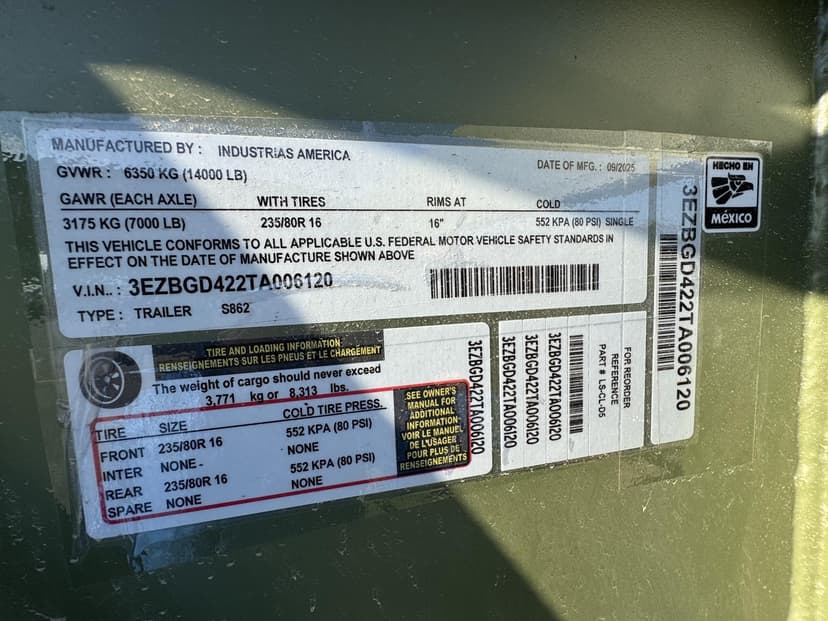 MANUFACTURED BY : INDUSTRIAS AMERICA
DATE OF MFG. : 09/2025
GVWR : 6350 KG (14000 LB)
GAWR (EACH AXLE) WITH TIRES RIMS AT COLD
3175 KG (7000 LB) 235/80R 16 16" 552 KPA (80 PSI) SINGLE
THIS VEHICLE CONFORMS TO ALL APPLICABLE U.S. FEDERAL MOTOR VEHICLE SAFETY STANDARDS IN
EFFECT ON THE DATE OF MANUFACTURE SHOWN ABOVE
V.I.N.. : 3EZBGD422TA006120
TYPE : TRAILER S862
HECHO EN
MÉXICO
3EZBGD422TA006120
TIRE AND LOADING INFORMATION
RENSEIGNEMENTS SUR LES PNEUS ET LE CHARGEMENT
The weight of cargo should never exceed
3,771 kg or 8,313 lbs.
TIRE SIZE COLD TIRE PRESS.
FRONT 235/80R 16 552 KPA (80 PSI)
INTER NONE - NONE
REAR 235/80R 16 552 KPA (80 PSI)
SPARE NONE NONE
SEE OWNER'S
MANUAL FOR
ADDITIONAL
INFORMATION-
VOIR LE MANUEL
DE L'USAGER
POUR PLUS DE
RENSEIGNEMENTS
3EZBGD422TA006120
3EZBGD422TA006120
3EZBGD422TA006120
3EZBGD422TA006120
FOR REORDER
REFERENCE
PART # LS-CL-D5